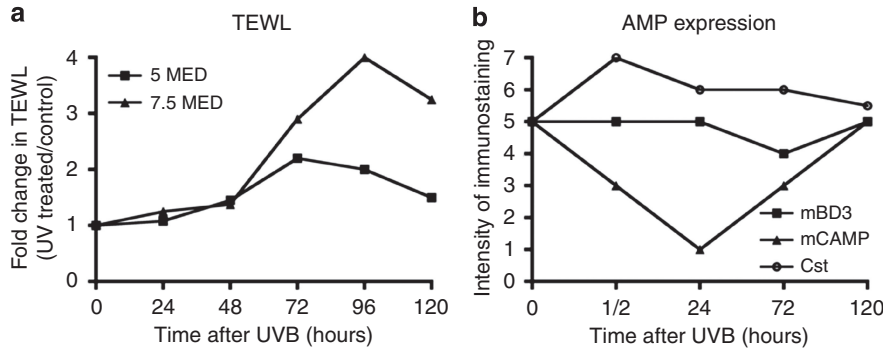 a
TEWL
Fold change in TEWL
(UV treated/control)
4
3
2
1
0
5 MED
7.5 MED
0 24 48 72 96 120
Time after UVB (hours)
b
AMP expression
Intensity of immunostaining
7
6
5
4
3
2
1
0
mBD3
mCAMP
Cst
0 1/2 24 72 120
Time after UVB (hours)